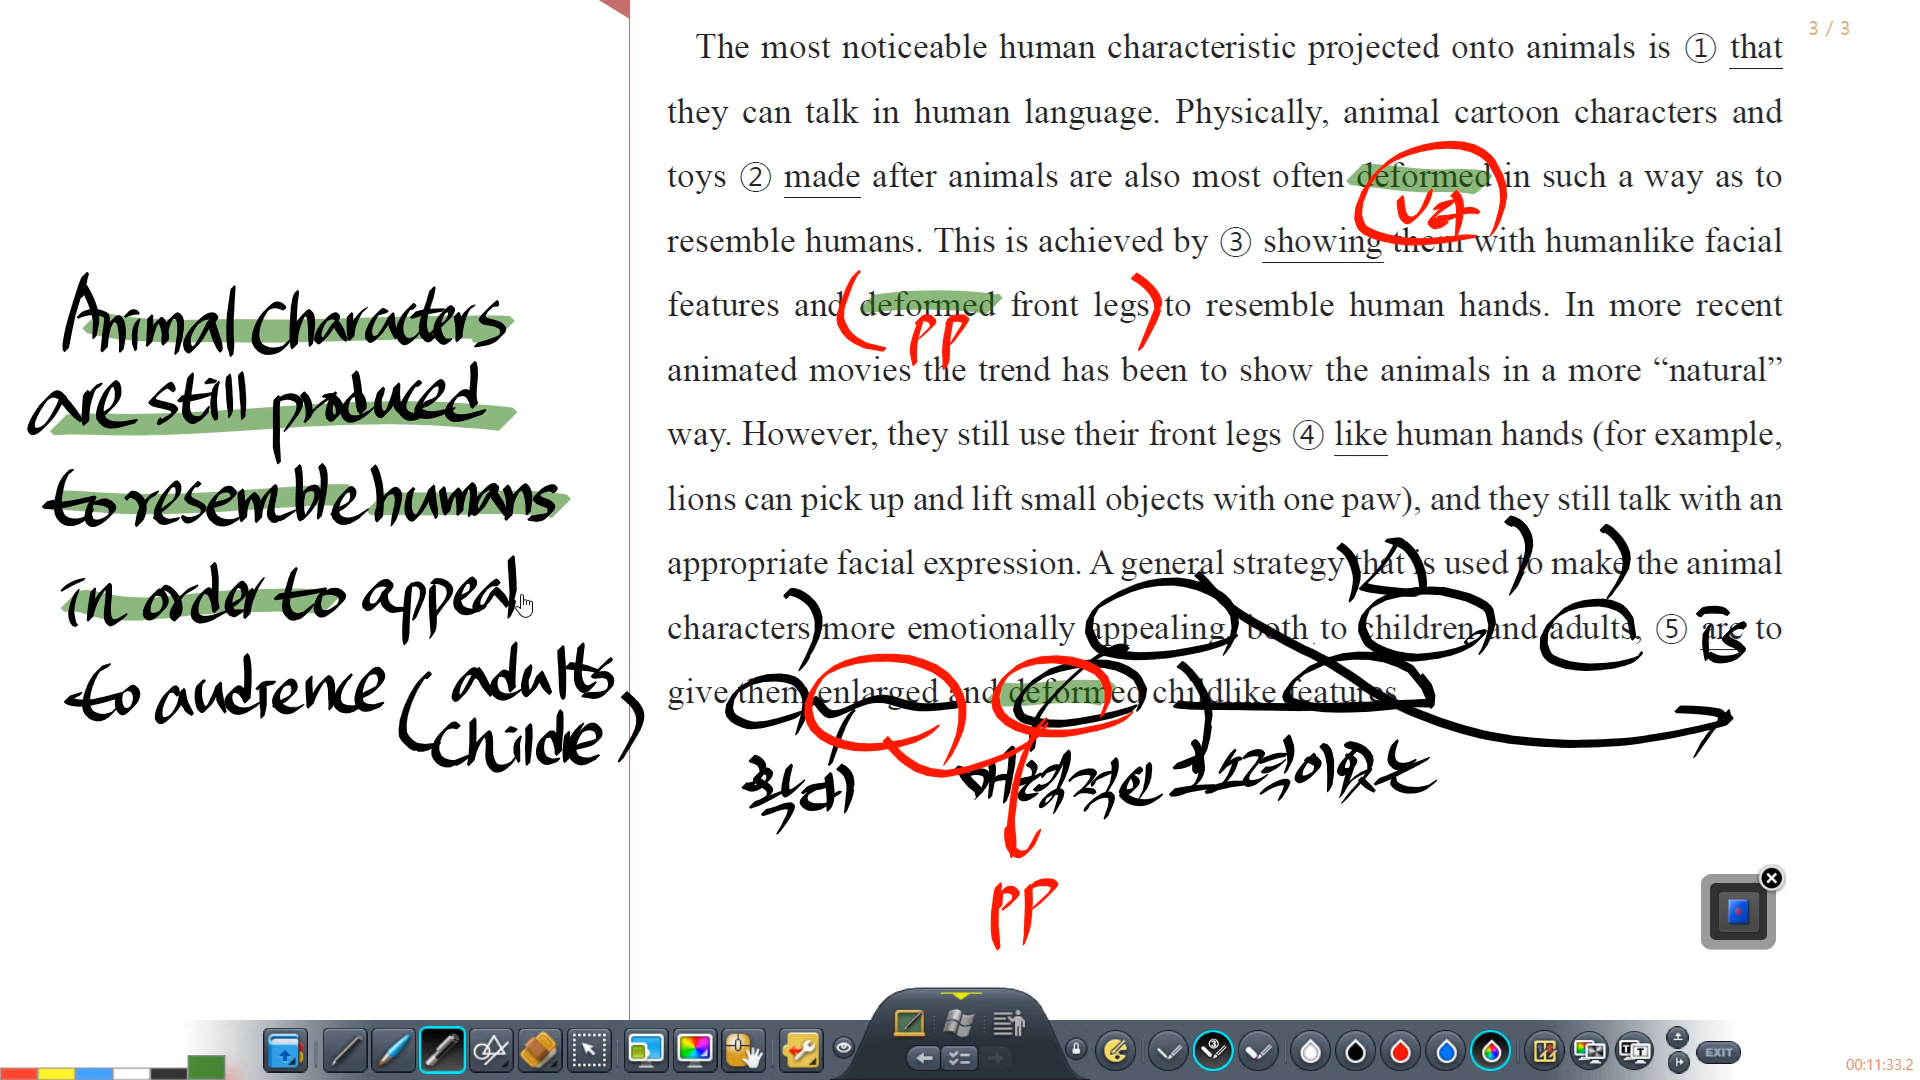 3 / 3
The most noticeable human characteristic projected onto animals is ① that
they can talk in human language. Physically, animal cartoon characters and
toys ② made after animals are also most often deformed in such a way as to
resemble humans. This is achieved by ③ showing them with humanlike facial
features and deformed front legs to resemble human hands. In more recent
pp
animated movies the trend has been to show the animals in a more “natural”
way. However, they still use their front legs ④ like human hands (for example,
lions can pick up and lift small objects with one paw), and they still talk with an
appropriate facial expression. A general strategy that is used to make the animal
characters more emotionally appealing, both to children and adults, ⑤ are to
is
give them enlarged and deformed childlike features.
확대 매력적인 호소력이있는
pp
Animal characters
are still produced
to resemble humans
in order to appeal
to audience (adults
childre)
EXIT
00:11:33.2